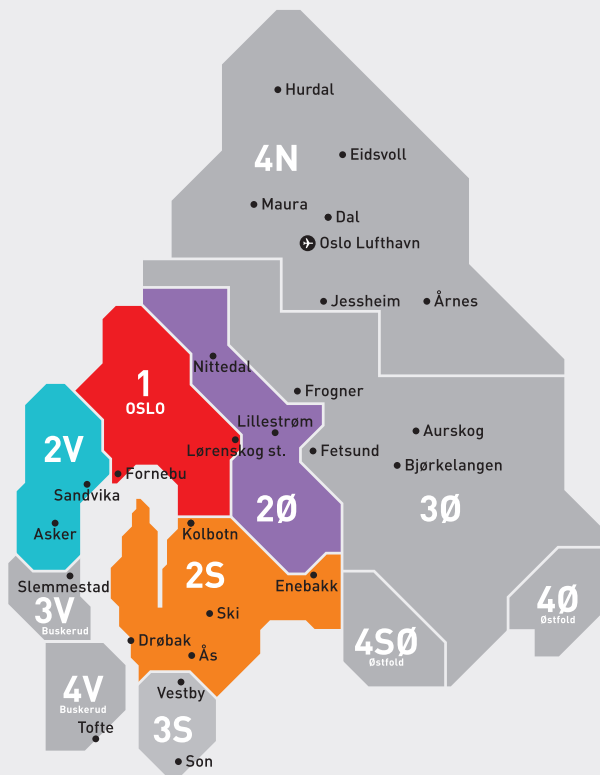 Hurdal
4N
Eidsvoll
Maura
Dal
Oslo Lufthavn
Jessheim
Årnes
Nittedal
1
OSLO
Frogner
Lillestrøm
Aurskog
2V
Lørenskog st.
Fetsund
Bjørkelangen
Fornebu
Sandvika
2Ø
3Ø
Asker
Kolbotn
2S
Slemmestad
Enebakk
3V
Buskerud
Ski
4Ø
Østfold
Drøbak
4SØ
Østfold
Ås
4V
Buskerud
Vestby
Tofte
3S
Son